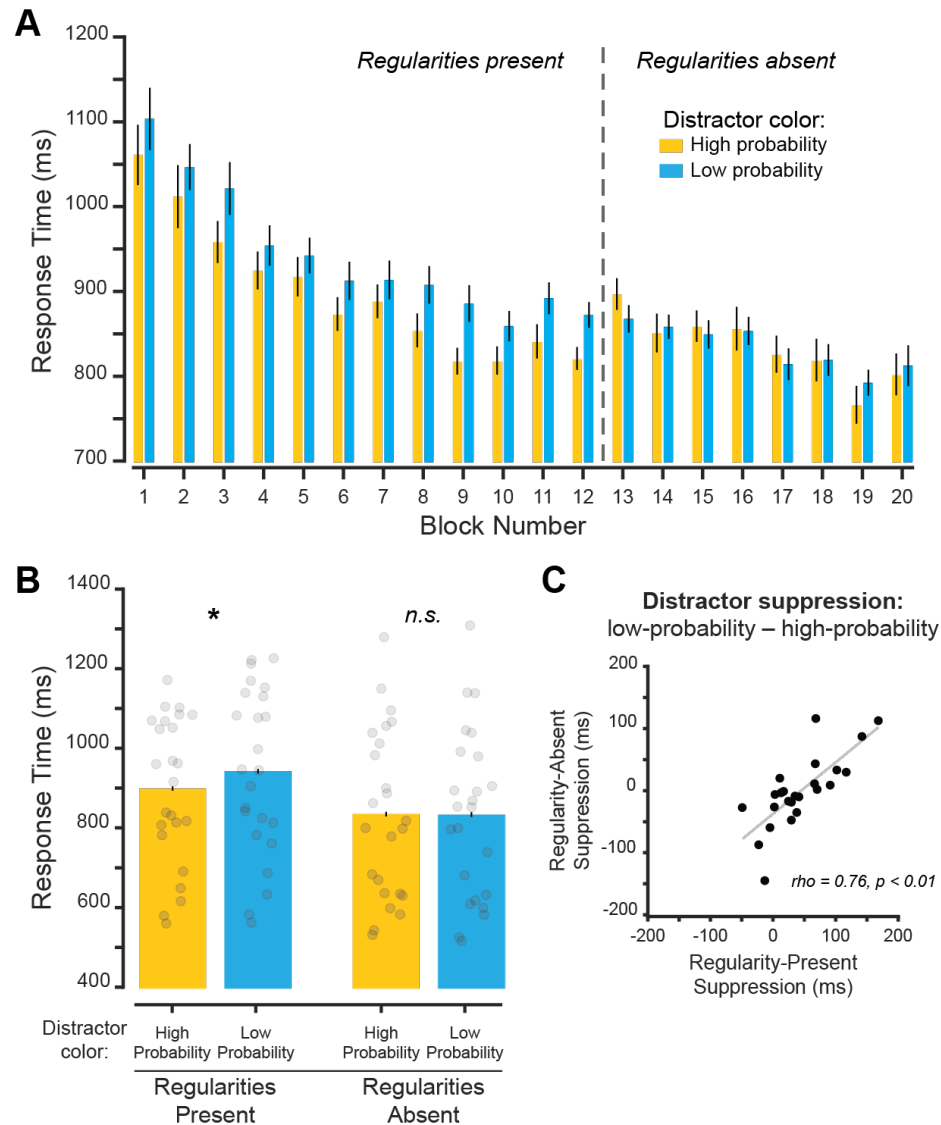 A
1200
1100
1000
900
800
700
Response Time (ms)
Regularities present
Regularities absent
Distractor color:
High probability
Low probability
1 2 3 4 5 6 7 8 9 10 11 12 13 14 15 16 17 18 19 20
Block Number
B
1400
1200
1000
800
600
400
Response Time (ms)
*
n.s.
Distractor
color:
High
Probability
Low
Probability
High
Probability
Low
Probability
Regularities
Present
Regularities
Absent
C
Distractor suppression:
low-probability – high-probability
200
100
0
-100
-200
Regularity-Absent
Suppression (ms)
rho = 0.76, p < 0.01
-200 -100 0 100 200
Regularity-Present
Suppression (ms)